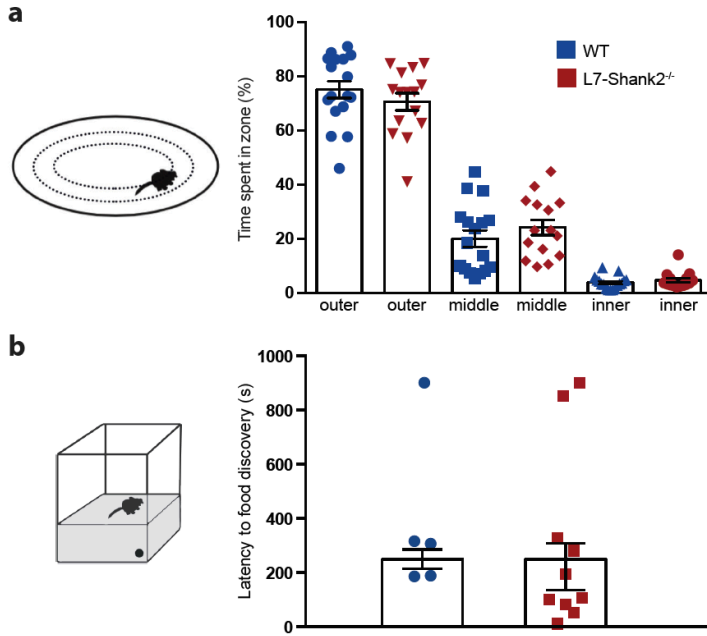 a
100
80
60
40
20
0
Time spent in zone (%)
WT
L7-Shank2-/-
outer
outer
middle
middle
inner
inner
b
1000
800
600
400
200
0
Latency to food discovery (s)